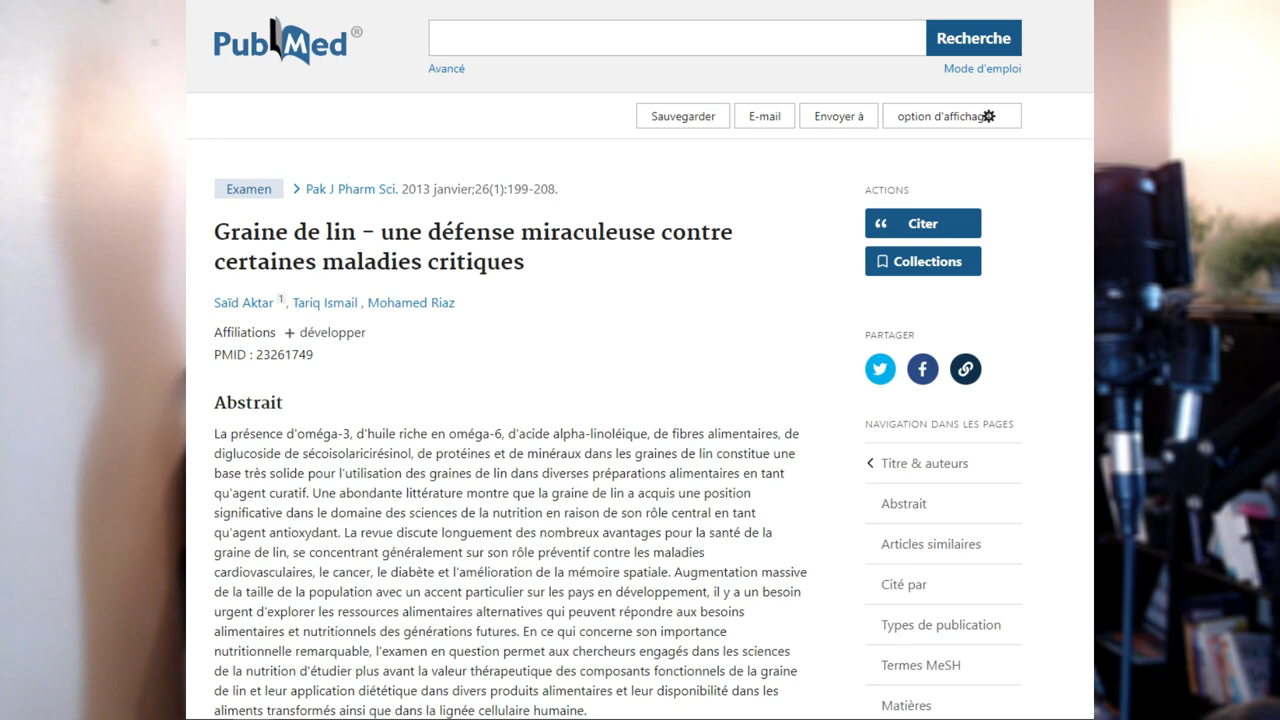 PubMed®
Recherche
Avancé
Mode d'emploi
Sauvegarder
E-mail
Envoyer à
option d'affichage
Examen
Pak J Pharm Sci. 2013 janvier;26(1):199-208.
Graine de lin - une défense miraculeuse contre
certaines maladies critiques
Saïd Aktar 1, Tariq Ismail , Mohamed Riaz
Affiliations + développer
PMID : 23261749
Abstrait
La présence d'oméga-3, d'huile riche en oméga-6, d'acide alpha-linoléique, de fibres alimentaires, de
diglucoside de sécoisolaricirésinol, de protéines et de minéraux dans les graines de lin constitue une
base très solide pour l'utilisation des graines de lin dans diverses préparations alimentaires en tant
qu'agent curatif. Une abondante littérature montre que la graine de lin a acquis une position
significative dans le domaine des sciences de la nutrition en raison de son rôle central en tant
qu'agent antioxydant. La revue discute longuement des nombreux avantages pour la santé de la
graine de lin, se concentrant généralement sur son rôle préventif contre les maladies
cardiovasculaires, le cancer, le diabète et l'amélioration de la mémoire spatiale. Augmentation massive
de la taille de la population avec un accent particulier sur les pays en développement, il y a un besoin
urgent d'explorer les ressources alimentaires alternatives qui peuvent répondre aux besoins
alimentaires et nutritionnels des générations futures. En ce qui concerne son importance
nutritionnelle remarquable, l'examen en question permet aux chercheurs engagés dans les sciences
de la nutrition d'étudier plus avant la valeur thérapeutique des composants fonctionnels de la graine
de lin et leur application diététique dans divers produits alimentaires et leur disponibilité dans les
aliments transformés ainsi que dans la lignée cellulaire humaine.
ACTIONS
Citer
Collections
PARTAGER
NAVIGATION DANS LES PAGES
Titre & auteurs
Abstrait
Articles similaires
Cité par
Types de publication
Termes MeSH
Matières